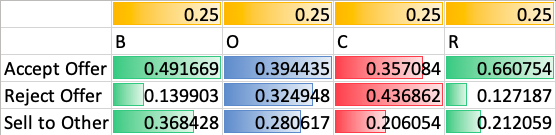 0.25 0.25 0.25 0.25
B O C R
Accept Offer 0.491669 0.394435 0.357084 0.660754
Reject Offer 0.139903 0.324948 0.436862 0.127187
Sell to Other 0.368428 0.280617 0.206054 0.212059